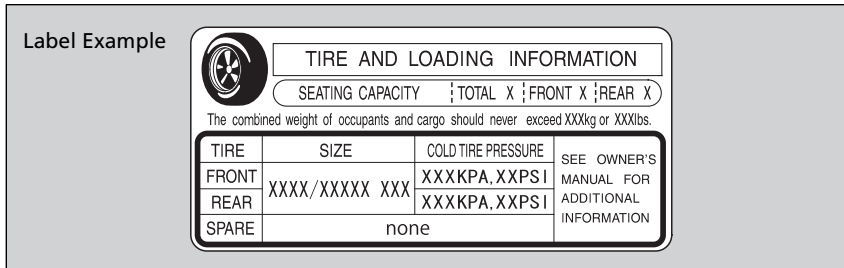 Label Example
TIRE AND LOADING INFORMATION
SEATING CAPACITY TOTAL X FRONT X REAR X
The combined weight of occupants and cargo should never exceed XXXkg or XXXlbs.
TIRE SIZE COLD TIRE PRESSURE
FRONT XXXX/XXXXX XXX XXXKPA,XXPSI
REAR XXXKPA,XXPSI
SPARE none
SEE OWNER'S
MANUAL FOR
ADDITIONAL
INFORMATION